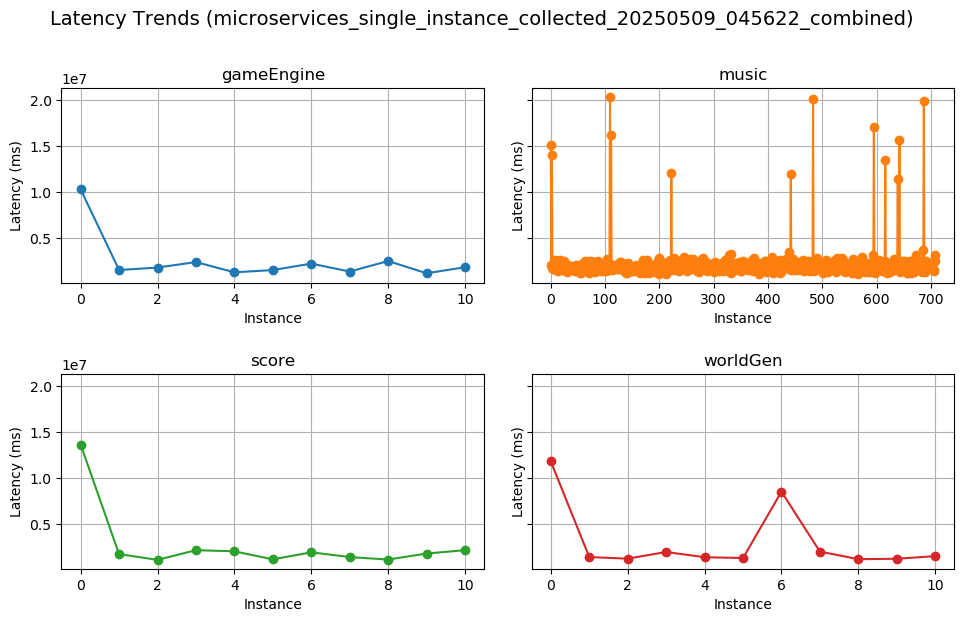 Latency Trends (microservices_single_instance_collected_20250509_045622_combined)
gameEngine
music
1e7
Latency (ms)
2.0
1.5
1.0
0.5
0 2 4 6 8 10
Instance
Latency (ms)
0 100 200 300 400 500 600 700
Instance
score
worldGen
1e7
Latency (ms)
2.0
1.5
1.0
0.5
0 2 4 6 8 10
Instance
Latency (ms)
0 2 4 6 8 10
Instance